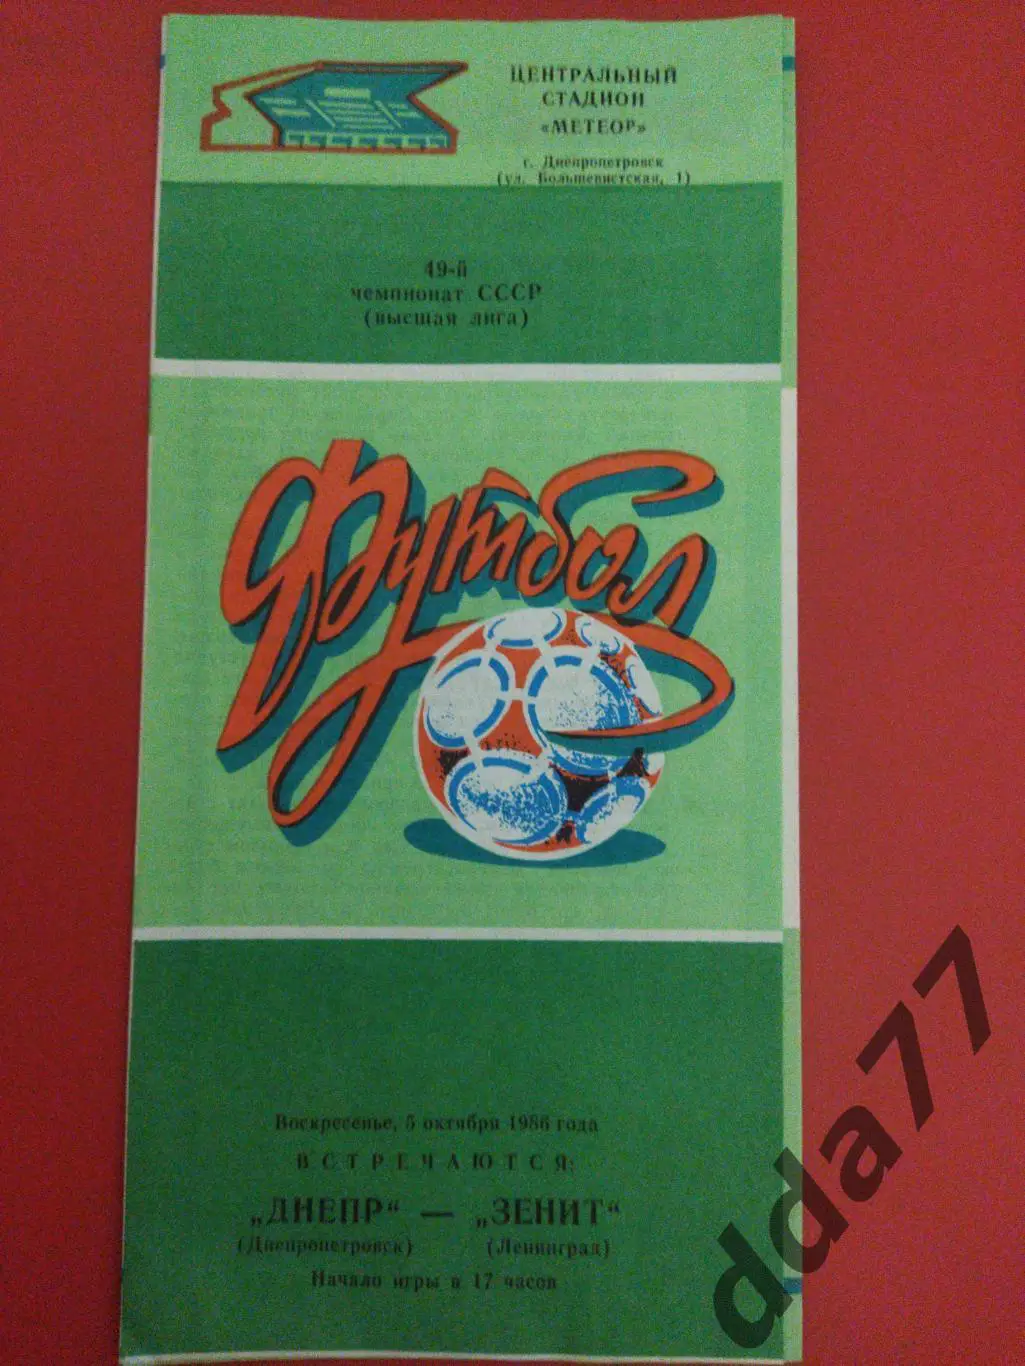 ЦЕНТРАЛЬНЫЙ
СТАДИОН
«МЕТЕОР»
г. Днепропетровск
(ул. Большевистская, 1)
49-й
чемпионат СССР
(высшая лига)
Футбол
Воскресенье, 5 октября 1986 года
ВСТРЕЧАЮТСЯ:
„ДНЕПР“ — „ЗЕНИТ“
(Днепропетровск) (Ленинград)
Начало игры в 17 часов
dda77